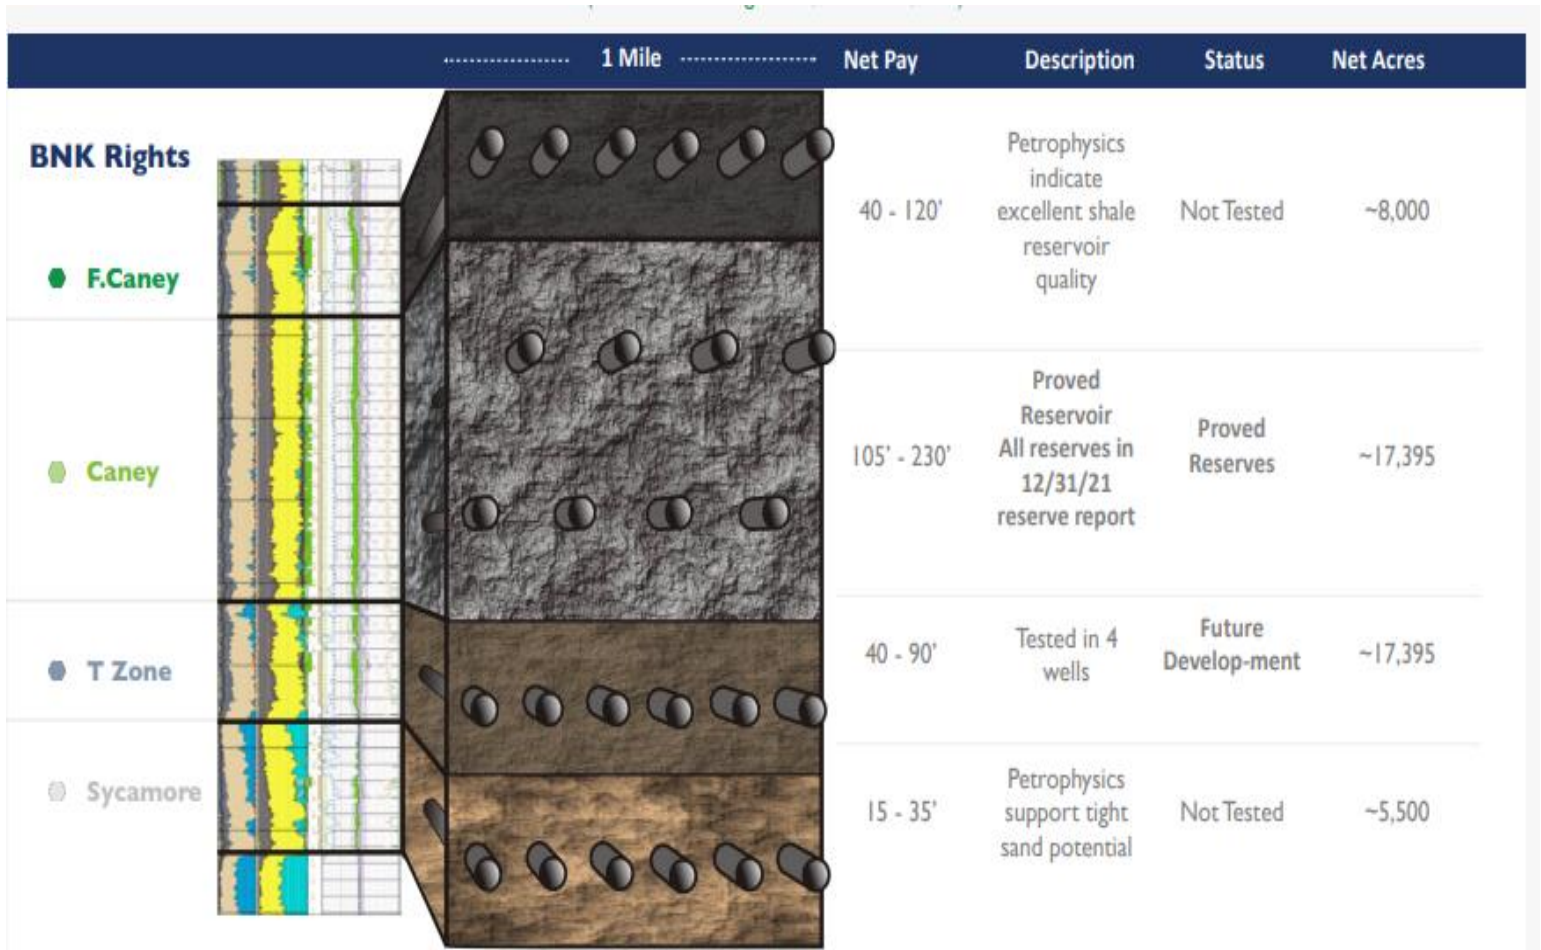 1 Mile
Net Pay
Description
Status
Net Acres
BNK Rights
F.Caney
40 - 120'
Petrophysics
indicate
excellent shale
reservoir
quality
Not Tested
~8,000
Caney
105' - 230'
Proved
Reservoir
All reserves in
12/31/21
reserve report
Proved
Reserves
~17,395
T Zone
40 - 90'
Tested in 4
wells
Future
Develop-ment
~17,395
Sycamore
15 - 35'
Petrophysics
support tight
sand potential
Not Tested
~5,500